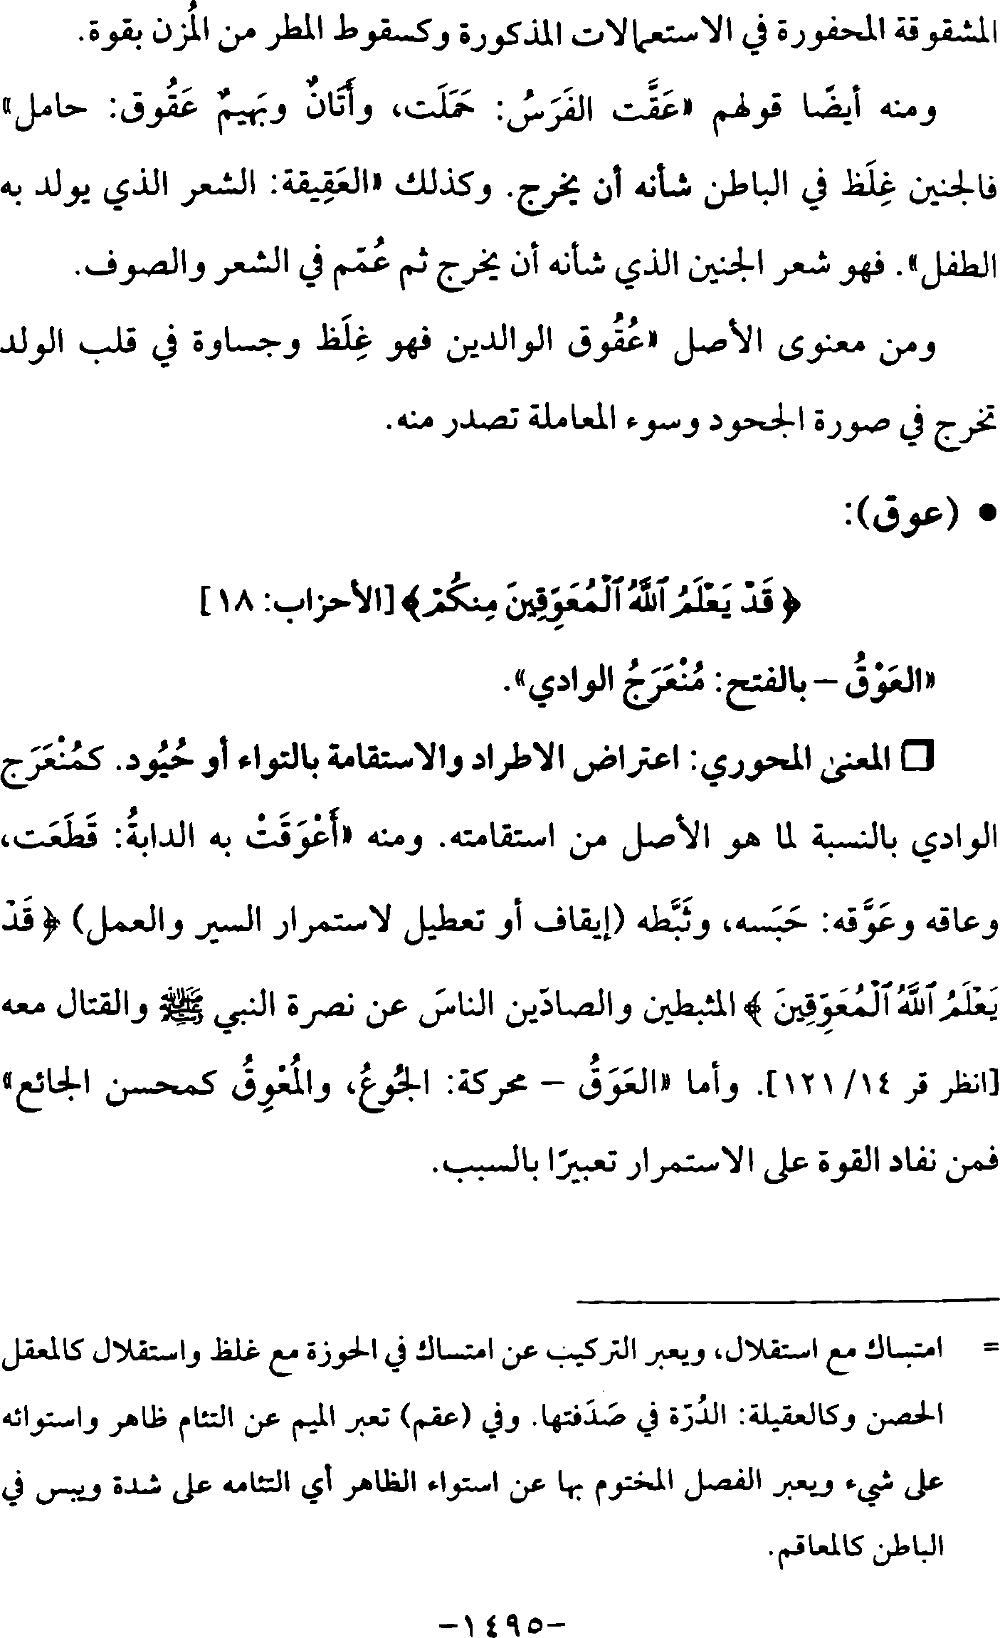 المشقوقة المحفورة في الاستعمالات المذكورة وكسقوط المطر من المُزن بقوة.
ومنه أيضًا قولهم «عَقَّت الفَرَسُ: حَمَلَت، وأَتَانٌ وبَهيمٌ عَقُوق: حامل»
فالجنين غِلَظ في الباطن شأنه أن يخرج. وكذلك «العَقِيقة: الشعر الذي يولد به
الطفل». فهو شعر الجنين الذي شأنه أن يخرج ثم عُمّم في الشعر والصوف.
ومن معنوى الأصل «عُقُوق الوالدين فهو غِلَظ وجساوة في قلب الولد
تخرج في صورة الجحود وسوء المعاملة تصدر منه.
• (عوق):
﴿ قَدْ يَعْلَمُ ٱللَّهُ ٱلْمُعَوِّقِينَ مِنكُمْ ﴾ [الأحزاب: ١٨]
«العَوْقُ – بالفتح: مُنْعَرَجُ الوادي».
❒ المعنى المحوري: اعتراض الاطراد والاستقامة بالتواء أو حُيُود. كمُنْعَرَج
الوادي بالنسبة لما هو الأصل من استقامته. ومنه «أَعْوَقَتْ به الدابةُ: قَطَعَت،
وعاقه وعَوَّقه: حَبَسه، وثَبَّطه (إيقاف أو تعطيل لاستمرار السير والعمل) ﴿ قَدْ
يَعْلَمُ ٱللَّهُ ٱلْمُعَوِّقِينَ ﴾ المثبطين والصادّين الناسَ عن نصرة النبي ﷺ والقتال معه
[انظر قر ١٤/ ١٢١]. وأما «العَوَقُ – محركة: الجُوعُ، والمُعْوِقُ كمحسن الجائع»
فمن نفاد القوة على الاستمرار تعبيرًا بالسبب.
= امتساك مع استقلال، ويعبر التركيب عن امتساك في الحوزة مع غلظ واستقلال كالمعقل
الحصن وكالعقيلة: الدُرّة في صَدَفتها. وفي (عقم) تعبر الميم عن التئام ظاهر واستوائه
على شيء ويعبر الفصل المختوم بها عن استواء الظاهر أي التئامه على شدة ويبس في
الباطن كالمعاقم.
-١٤٩٥-